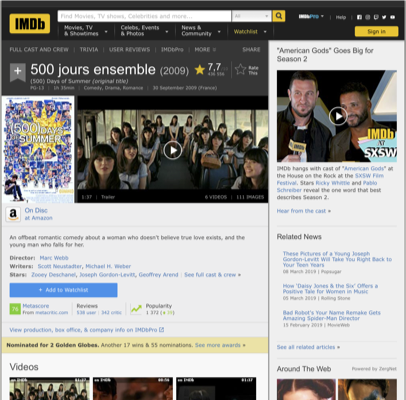 IMDb
Find Movies, TV shows, Celebrities and more...
All
IMDbPro
Help
Movies, TV & Showtimes
Celebs, Events & Photos
News & Community
Watchlist
Sign in
FULL CAST AND CREW | TRIVIA | USER REVIEWS | IMDbPro | MORE
SHARE
500 jours ensemble (2009)
7,7
Rate This
(500) Days of Summer (original title)
PG-13 | 1h 35min | Comedy, Drama, Romance | 30 September 2009 (France)
(500) DAYS OF SUMMER
1:37 | Trailer
6 VIDEOS | 111 IMAGES
On Disc
at Amazon
An offbeat romantic comedy about a woman who doesn't believe true love exists, and the
young man who falls for her.
Director: Marc Webb
Writers: Scott Neustadter, Michael H. Weber
Stars: Zooey Deschanel, Joseph Gordon-Levitt, Geoffrey Arend | See full cast & crew »
+ Add to Watchlist
Metascore
From metacritic.com
Reviews
538 user | 342 critic
Popularity
1 372
View production, box office, & company info on IMDbPro
Nominated for 2 Golden Globes. Another 17 wins & 55 nominations. See more awards »
Videos
"American Gods" Goes Big for
Season 2
IMDb
AT
SXSW
IMDb hangs with cast of "American Gods" at
the House on the Rock at the SXSW Film
Festival. Stars Ricky Whittle and Pablo
Schreiber reveal the one word that best
describes Season 2.
Hear from the cast »
Related News
These Pictures of a Young Joseph
Gordon-Levitt Will Take You Right Back to
Your Teen Years
08 March 2019 | Popsugar
How 'Daisy Jones & the Six' Offers a
Positive Take for Women in Music
05 March 2019 | Rolling Stone
Bad Robot's Your Name Remake Gets
Amazing Spider-Man Director
15 February 2019 | MovieWeb
See all related articles »
Around The Web
Powered by ZergNet